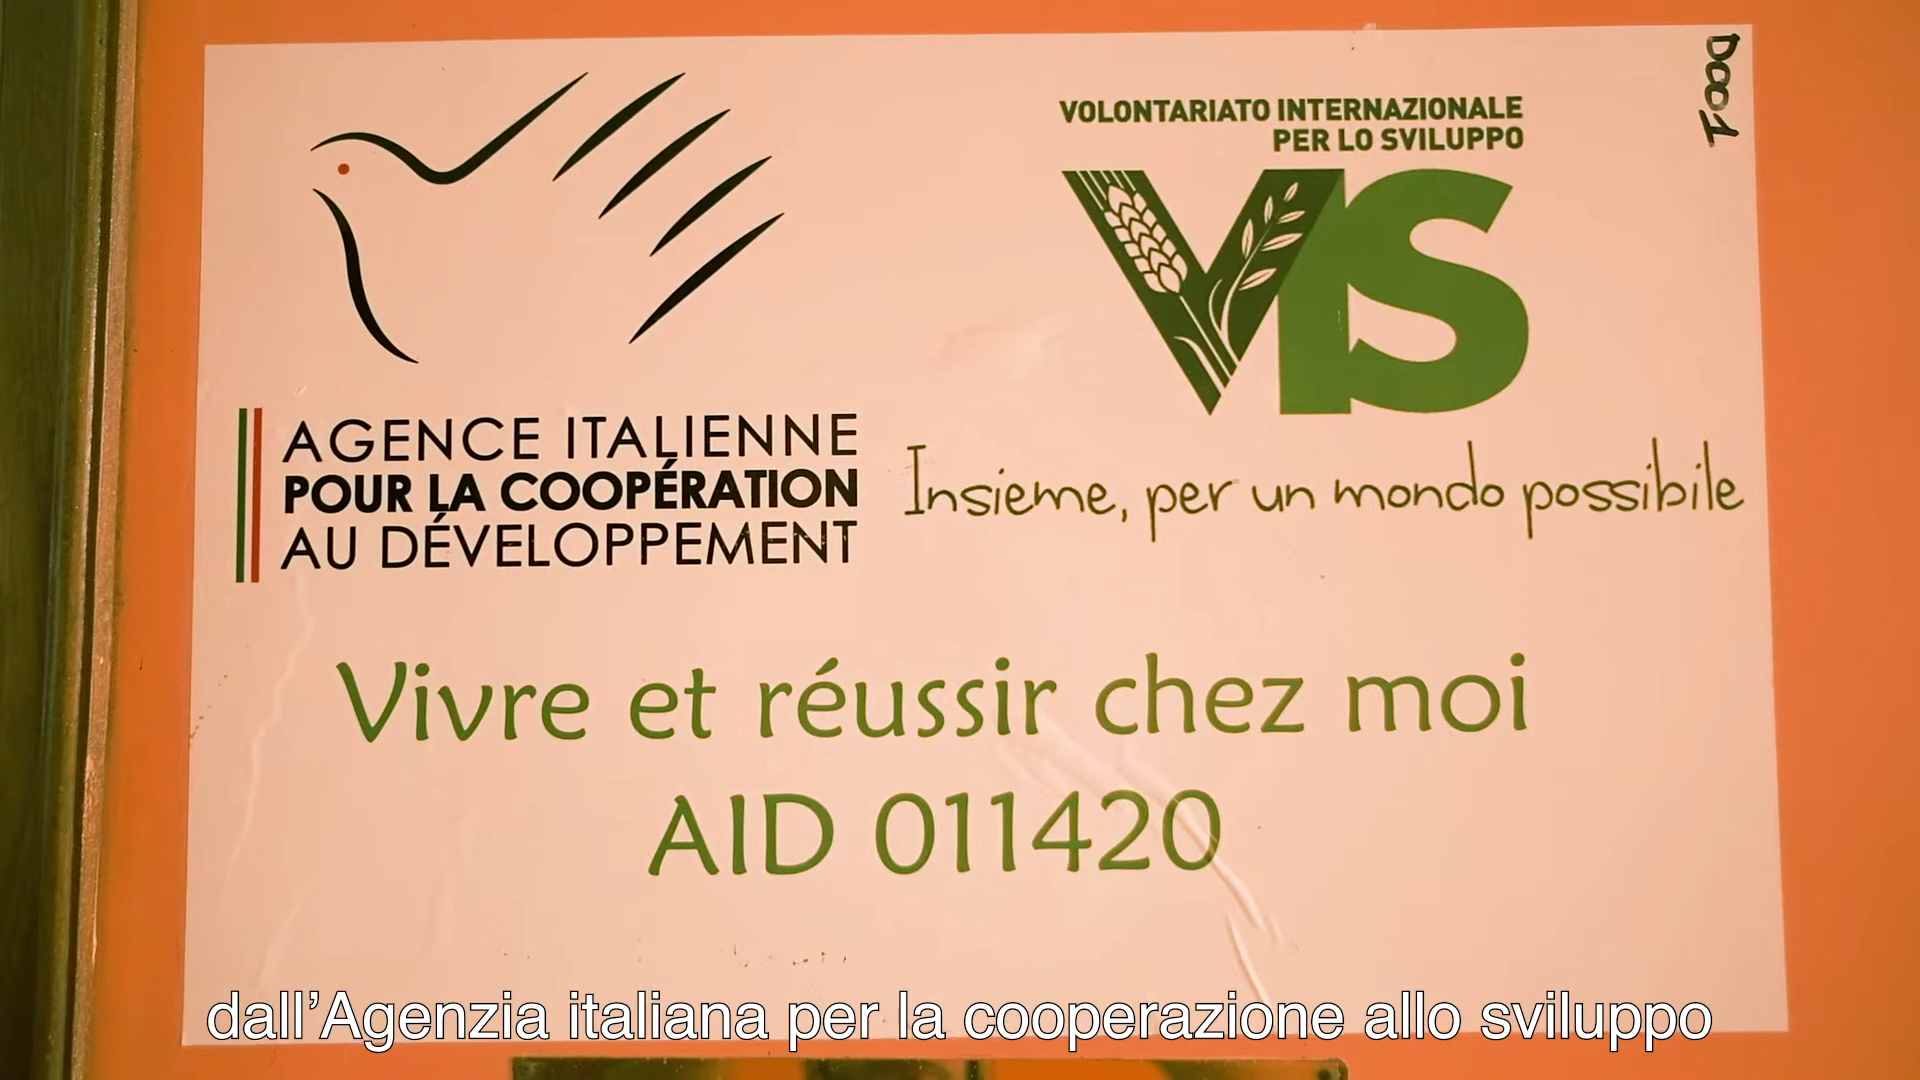 AGENCE ITALIENNE
POUR LA COOPÉRATION
AU DÉVELOPPEMENT
VOLONTARIATO INTERNAZIONALE
PER LO SVILUPPO
VIS
Insieme, per un mondo possibile
D001
Vivre et réussir chez moi
AID 011420
dall’Agenzia italiana per la cooperazione allo sviluppo